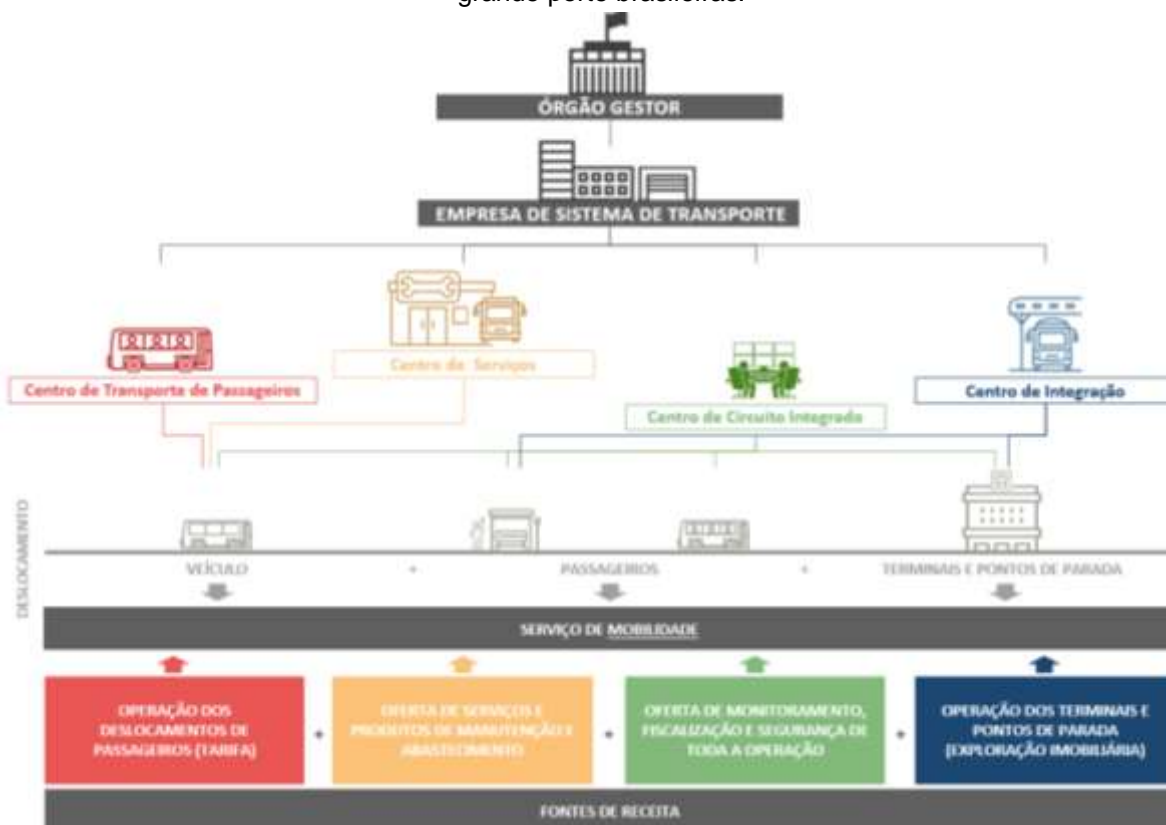 grande porte brasileiras.
ÓRGÃO GESTOR
EMPRESA DE SISTEMA DE TRANSPORTE
Centro de Serviços
Centro de Transporte de Passageiros
Centro de Integração
Centro de Circuito Integrado
DESLOCAMENTO
VEÍCULO + PASSAGEIROS + TERMINAIS E PONTOS DE PARADA
SERVIÇO DE MOBILIDADE
OPERAÇÃO DOS
DESLOCAMENTOS DE
PASSAGEIROS (TARIFA)
+
OFERTA DE SERVIÇOS E
PRODUTOS DE MANUTENÇÃO E
ABASTECIMENTO
+
OFERTA DE MONITORAMENTO,
FISCALIZAÇÃO E SEGURANÇA DE
TODA A OPERAÇÃO
+
OPERAÇÃO DOS TERMINAIS E
PONTOS DE PARADA
(EXPLORAÇÃO IMOBILIÁRIA)
FONTES DE RECEITA